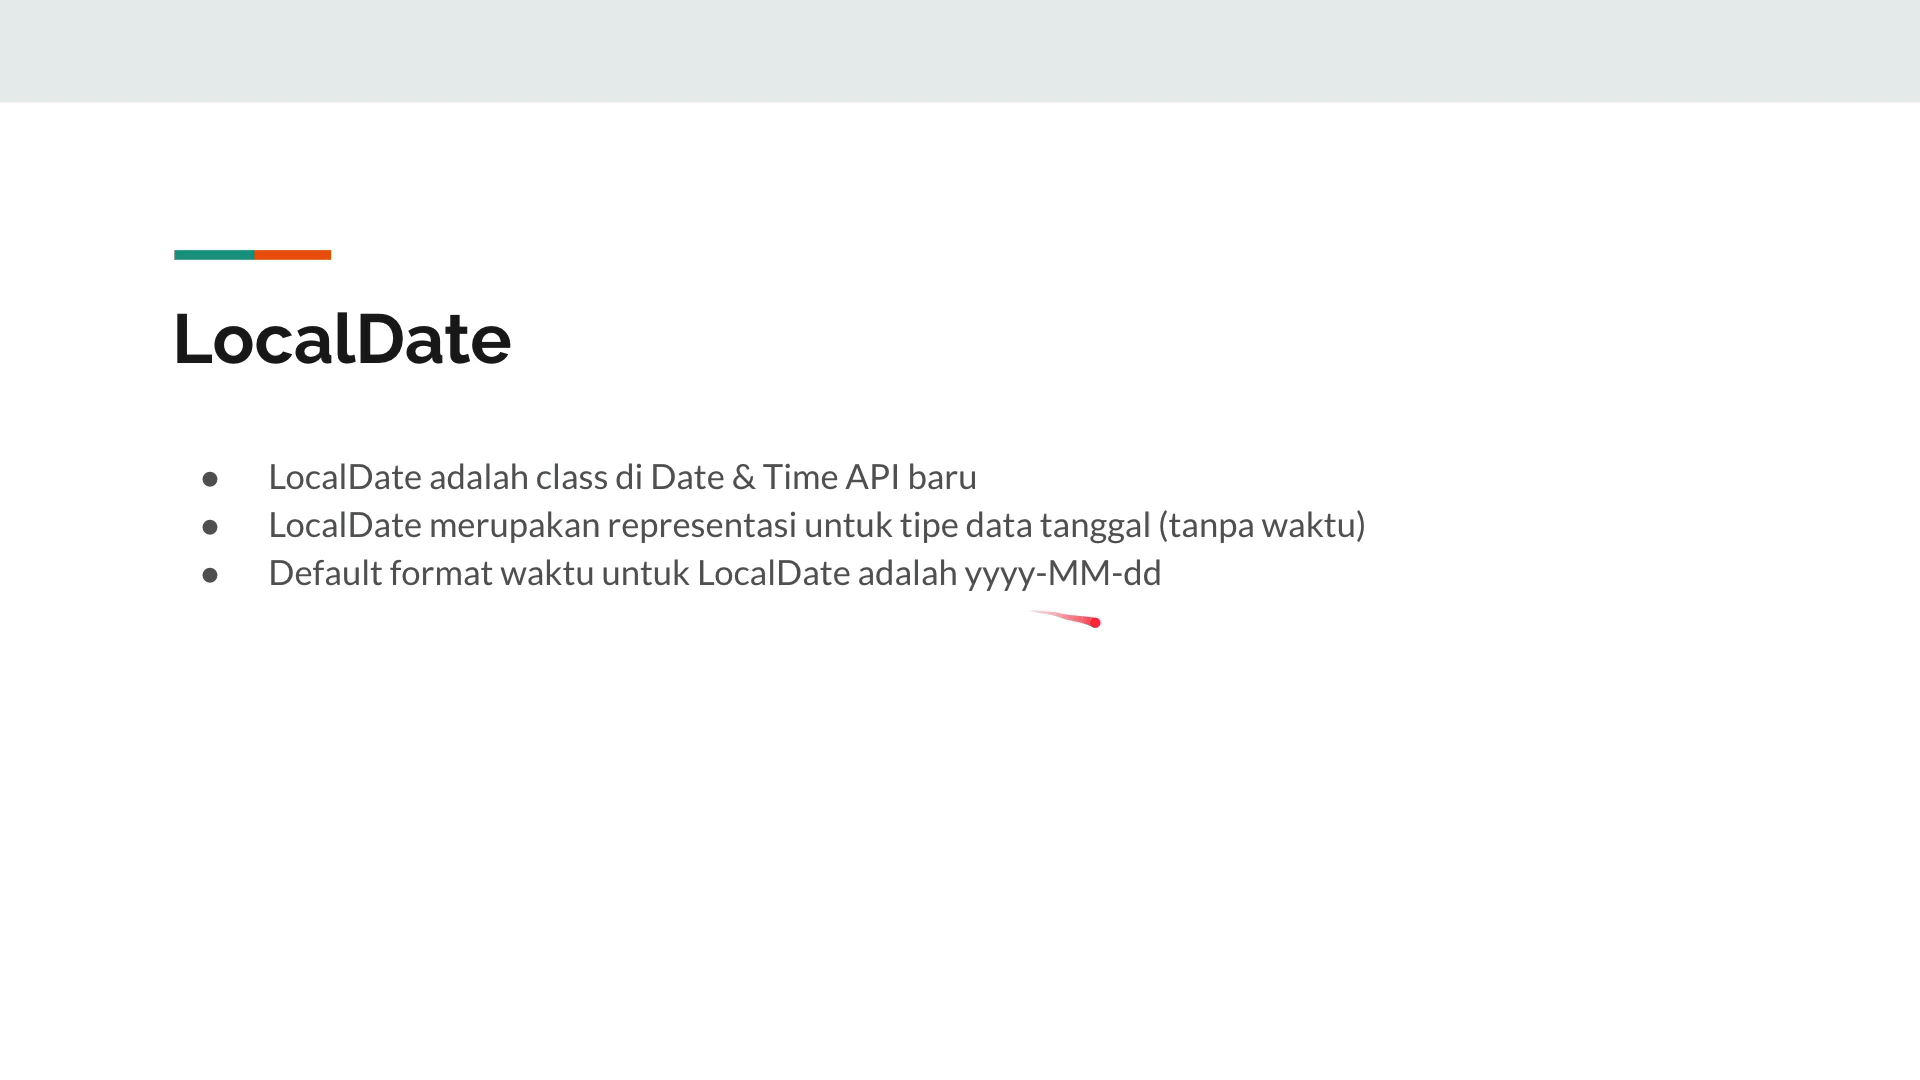 LocalDate
● LocalDate adalah class di Date & Time API baru
● LocalDate merupakan representasi untuk tipe data tanggal (tanpa waktu)
● Default format waktu untuk LocalDate adalah yyyy-MM-dd